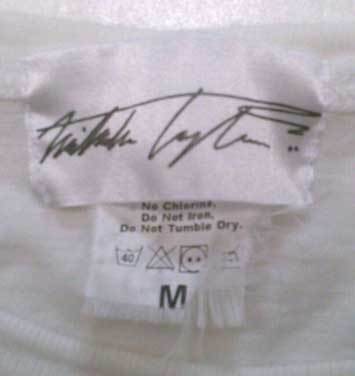 No Chlorine.
Do Not Iron.
Do Not Tumble Dry.
40
M